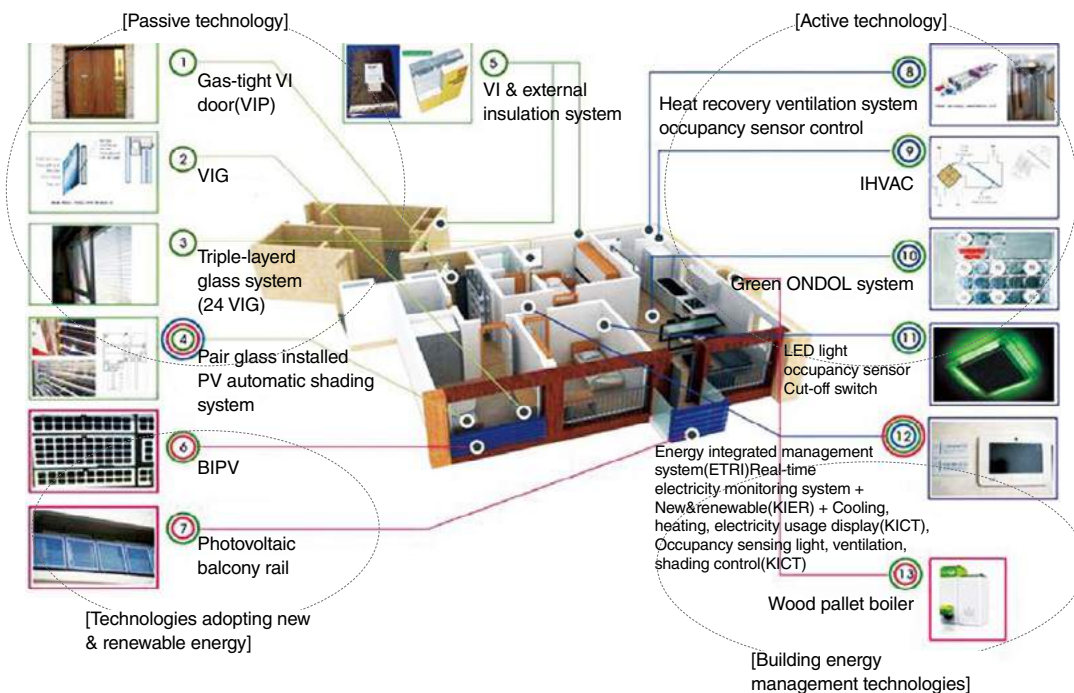 [Passive technology]
[Active technology]
1
Gas-tight VI
door(VIP)
2
VIG
3
Triple-layerd
glass system
(24 VIG)
4
Pair glass installed
PV automatic shading
system
6
BIPV
7
Photovoltaic
balcony rail
[Technologies adopting new
& renewable energy]
5
VI & external
insulation system
8
Heat recovery ventilation system
occupancy sensor control
9
IHVAC
10
Green ONDOL system
11
LED light
occupancy sensor
Cut-off switch
12
Energy integrated management
system(ETRI)Real-time
electricity monitoring system +
New&renewable(KIER) + Cooling,
heating, electricity usage display(KICT),
Occupancy sensing light, ventilation,
shading control(KICT)
13
Wood pallet boiler
[Building energy
management technologies]